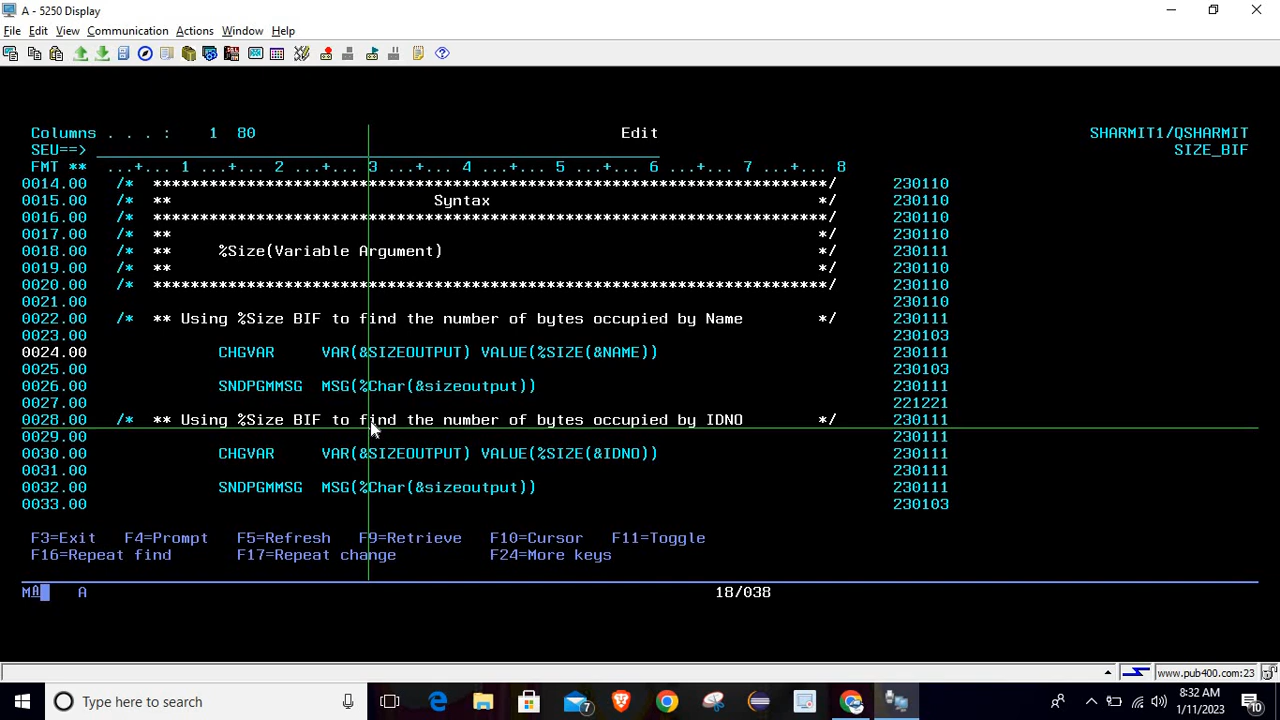 A - 5250 Display
File Edit View Communication Actions Window Help
Columns . . . : 1 80 Edit SHARMIT1/QSHARMIT
SEU==> SIZE_BIF
FMT ** ...+... 1 ...+... 2 ...+... 3 ...+... 4 ...+... 5 ...+... 6 ...+... 7 ...+... 8
0014.00 /* ************************************************************************/ 230110
0015.00 /* ** Syntax */ 230110
0016.00 /* ************************************************************************/ 230110
0017.00 /* ** */ 230110
0018.00 /* ** %Size(Variable Argument) */ 230111
0019.00 /* ** */ 230110
0020.00 /* ************************************************************************/ 230110
0021.00 230110
0022.00 /* ** Using %Size BIF to find the number of bytes occupied by Name */ 230111
0023.00 230103
0024.00 CHGVAR VAR(&SIZEOUTPUT) VALUE(%SIZE(&NAME)) 230111
0025.00 230103
0026.00 SNDPGMMSG MSG(%Char(&sizeoutput)) 230111
0027.00 221221
0028.00 /* ** Using %Size BIF to find the number of bytes occupied by IDNO */ 230111
0029.00 230111
0030.00 CHGVAR VAR(&SIZEOUTPUT) VALUE(%SIZE(&IDNO)) 230111
0031.00 230111
0032.00 SNDPGMMSG MSG(%Char(&sizeoutput)) 230111
0033.00 230103
F3=Exit F4=Prompt F5=Refresh F9=Retrieve F10=Cursor F11=Toggle
F16=Repeat find F17=Repeat change F24=More keys
MA A 18/038
www.pub400.com:23
Type here to search 7 8:32 AM
1/11/2023 10